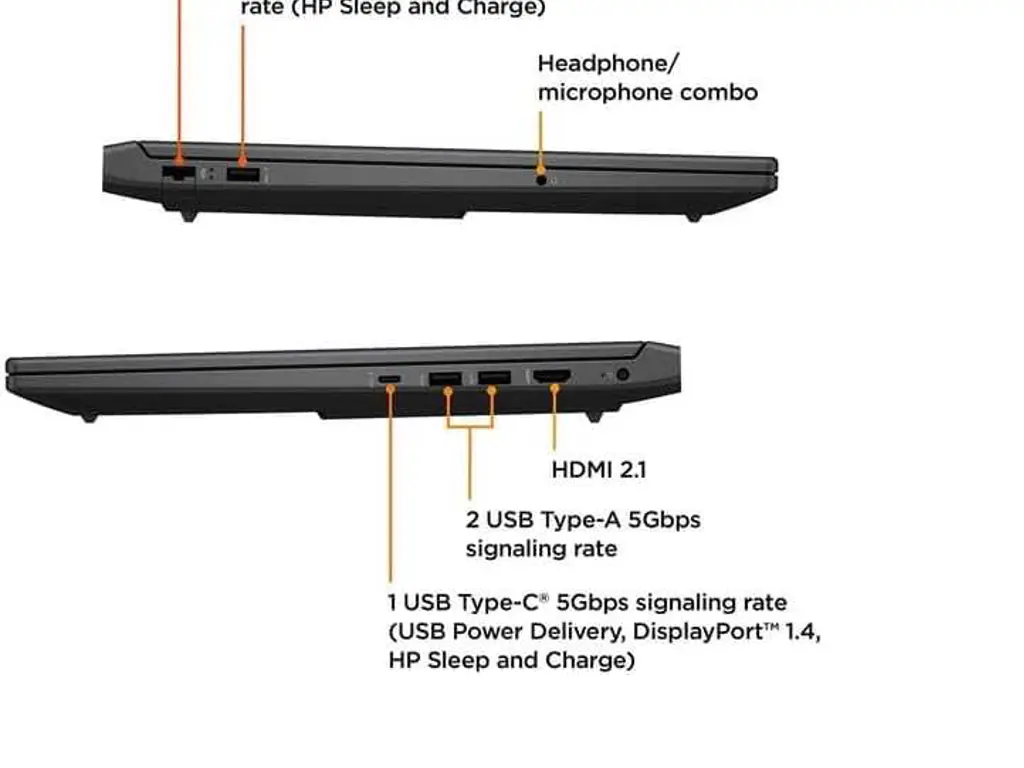 rate (HP Sleep and Charge)
Headphone/
microphone combo
HDMI 2.1
2 USB Type-A 5Gbps
signaling rate
1 USB Type-C® 5Gbps signaling rate
(USB Power Delivery, DisplayPort™ 1.4,
HP Sleep and Charge)